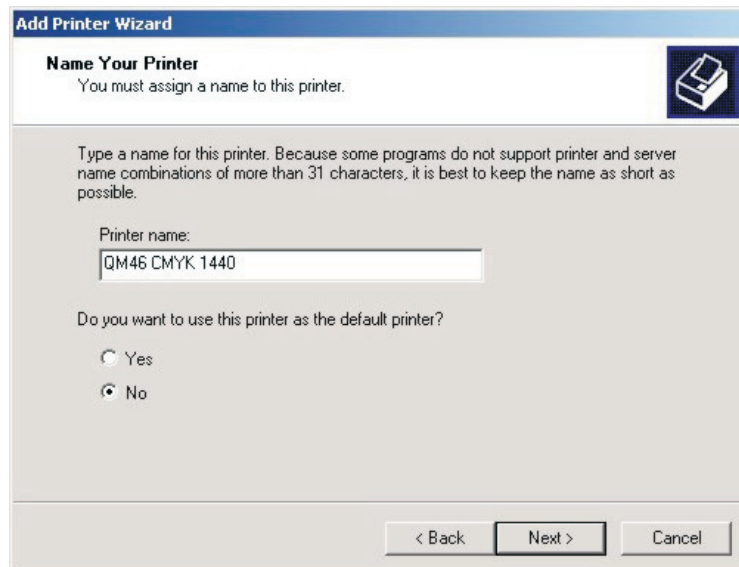 Add Printer Wizard
Name Your Printer
You must assign a name to this printer.
Type a name for this printer. Because some programs do not support printer and server
name combinations of more than 31 characters, it is best to keep the name as short as
possible.
Printer name:
QM46 CMYK 1440
Do you want to use this printer as the default printer?
Yes
No
< Back
Next >
Cancel